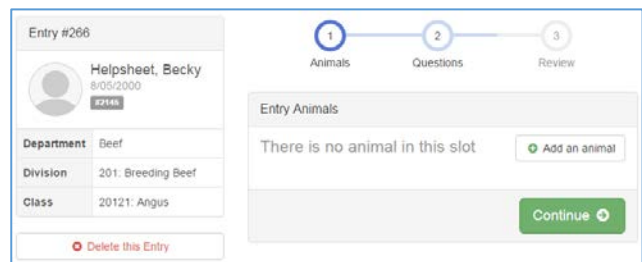 Entry #266
Helpsheet, Becky
8/05/2000
#2145
Department Beef
Division 201: Breeding Beef
Class 20121: Angus
Delete this Entry
1 2 3
Animals Questions Review
Entry Animals
There is no animal in this slot
Add an animal
Continue